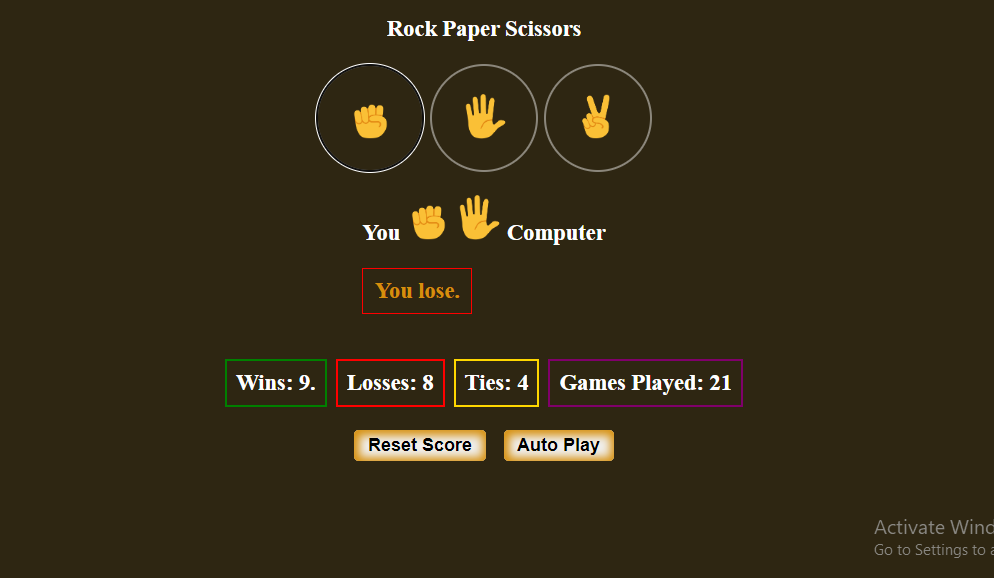 Rock Paper Scissors
You Computer
You lose.
Wins: 9. Losses: 8 Ties: 4 Games Played: 21
Reset Score Auto Play
Activate Wind
Go to Settings to a